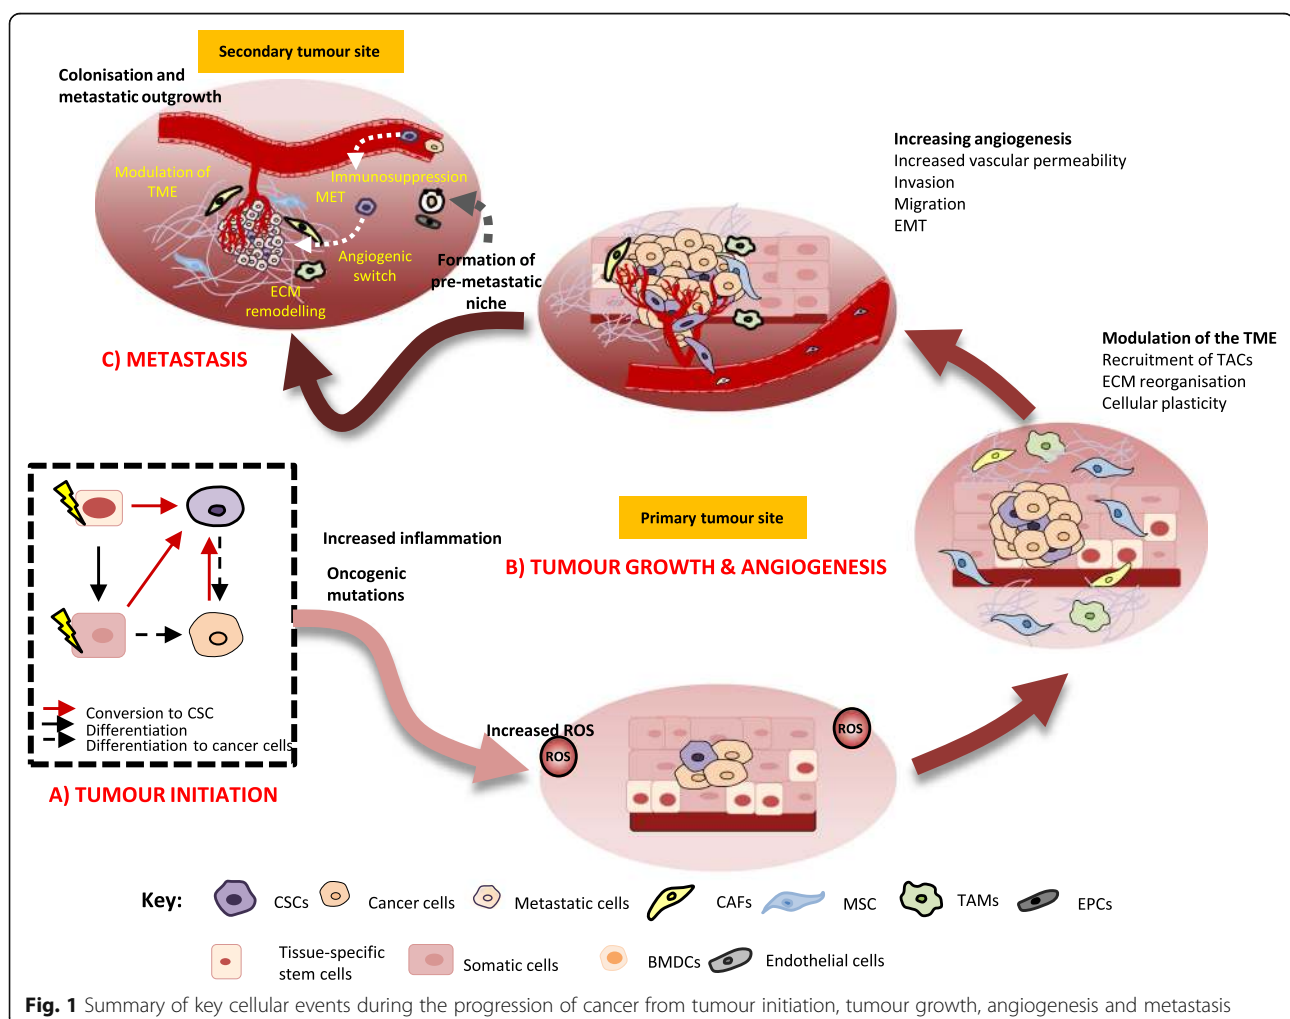 Secondary tumour site
Colonisation and
metastatic outgrowth
Modulation of
TME
Immunosuppression
MET
Angiogenic
switch
ECM
remodelling
Formation of
pre-metastatic
niche
C) METASTASIS
Increasing angiogenesis
Increased vascular permeability
Invasion
Migration
EMT
Modulation of the TME
Recruitment of TACs
ECM reorganisation
Cellular plasticity
Primary tumour site
B) TUMOUR GROWTH & ANGIOGENESIS
Increased inflammation
Oncogenic
mutations
Conversion to CSC
Differentiation
Differentiation to cancer cells
A) TUMOUR INITIATION
Increased ROS
ROS
ROS
Key:
CSCs
Cancer cells
Metastatic cells
CAFs
MSC
TAMs
EPCs
Tissue-specific
stem cells
Somatic cells
BMDCs
Endothelial cells
Fig. 1 Summary of key cellular events during the progression of cancer from tumour initiation, tumour growth, angiogenesis and metastasis